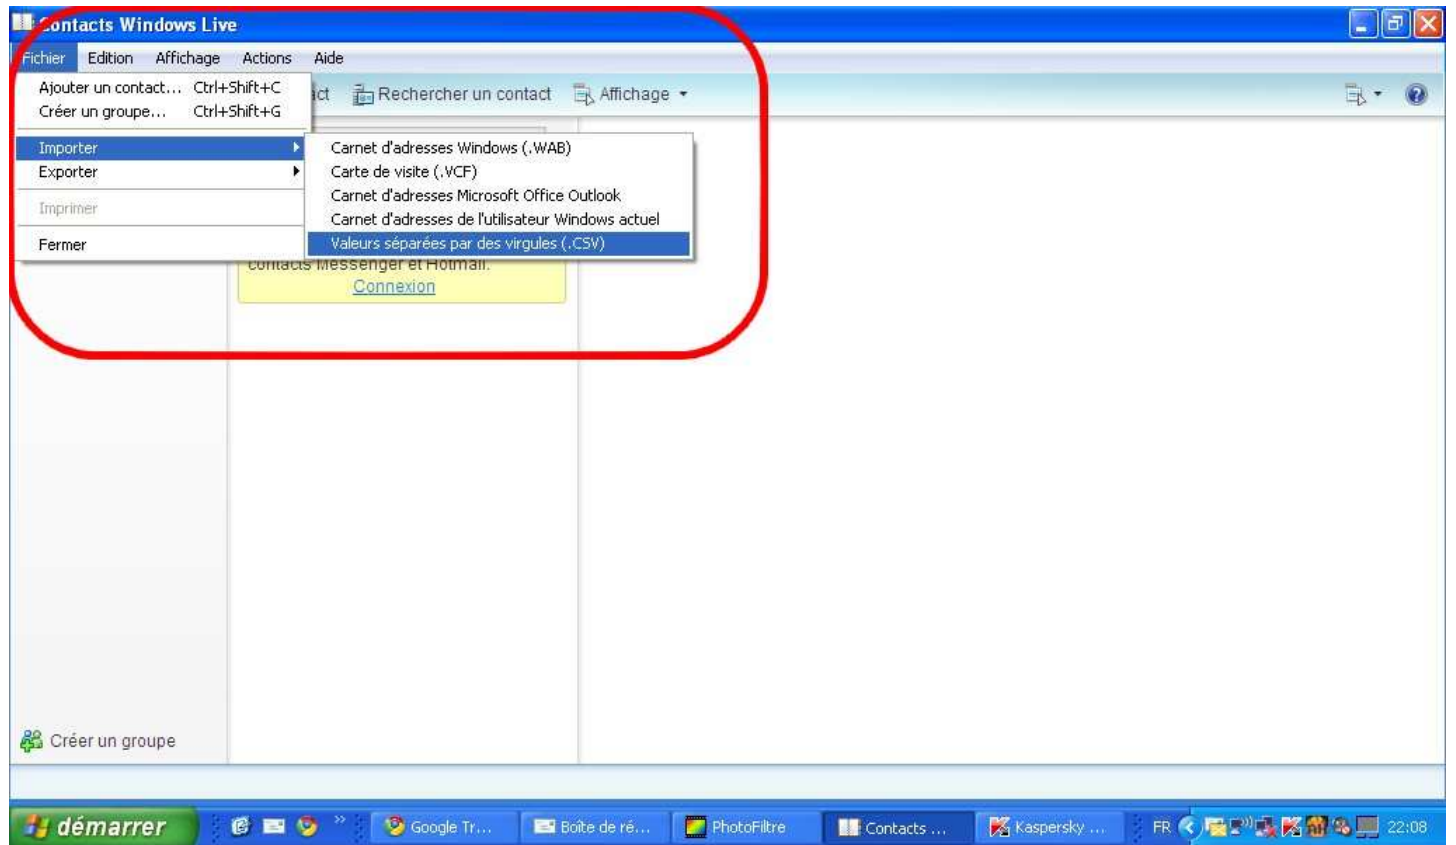 Contacts Windows Live
Fichier Edition Affichage Actions Aide
Ajouter un contact... Ctrl+Shift+C
Créer un groupe... Ctrl+Shift+G
Importer
Exporter
Imprimer
Fermer
Rechercher un contact Affichage
Carnet d'adresses Windows (.WAB)
Carte de visite (.VCF)
Carnet d'adresses Microsoft Office Outlook
Carnet d'adresses de l'utilisateur Windows actuel
Valeurs séparées par des virgules (.CSV)
contacts Messenger et Hotmail.
Connexion
Créer un groupe
démarrer » Google Tr... Boîte de ré... PhotoFiltre Contacts ... Kaspersky ... FR 22:08